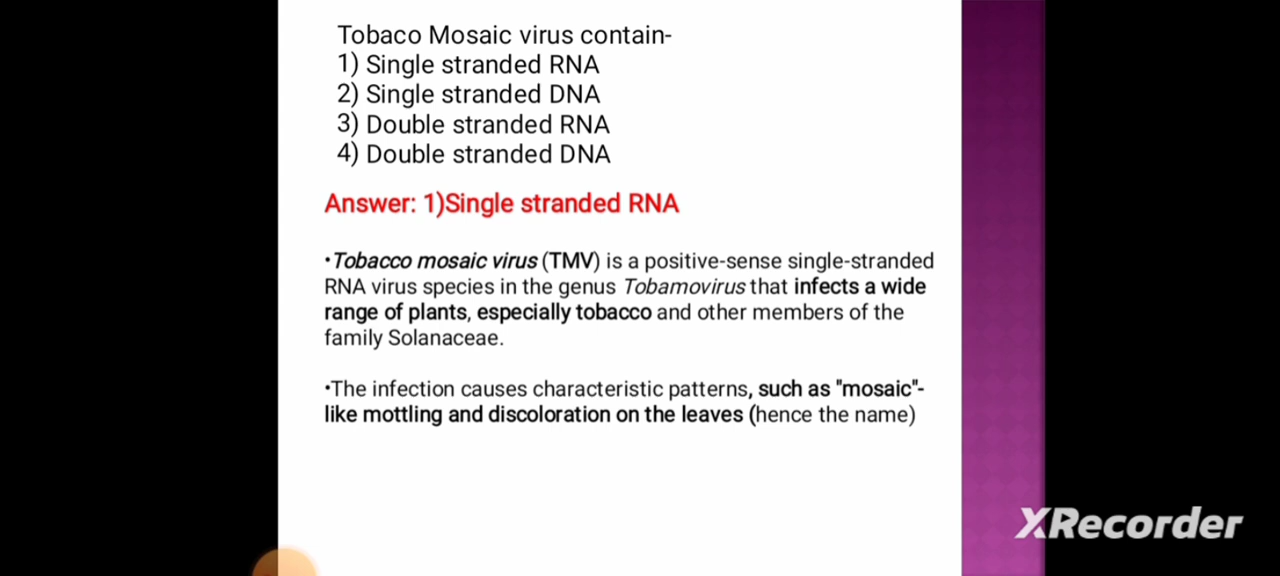 Tobaco Mosaic virus contain-
1) Single stranded RNA
2) Single stranded DNA
3) Double stranded RNA
4) Double stranded DNA
Answer: 1)Single stranded RNA
•Tobacco mosaic virus (TMV) is a positive-sense single-stranded
RNA virus species in the genus Tobamovirus that infects a wide
range of plants, especially tobacco and other members of the
family Solanaceae.
•The infection causes characteristic patterns, such as "mosaic"-
like mottling and discoloration on the leaves (hence the name)
XRecorder